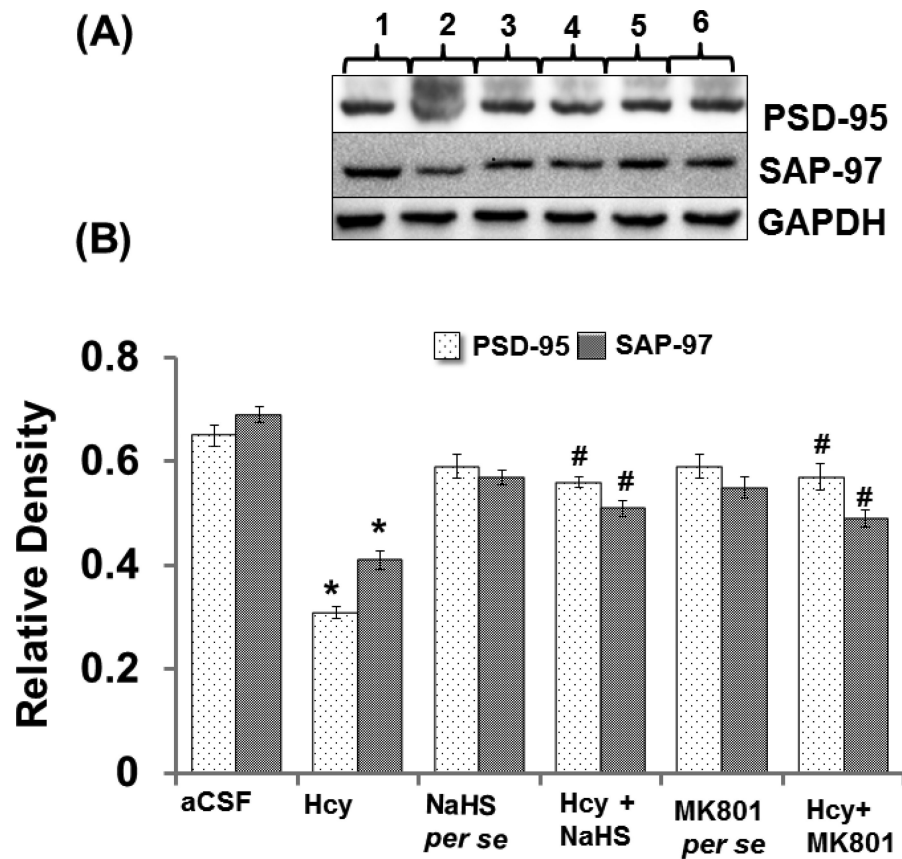 (A)
1 2 3 4 5 6
PSD-95
SAP-97
GAPDH
(B)
PSD-95 SAP-97
Relative Density
0.8
0.6
0.4
0.2
0
* *
# #
# #
aCSF Hcy NaHS per se Hcy + NaHS MK801 per se Hcy+ MK801